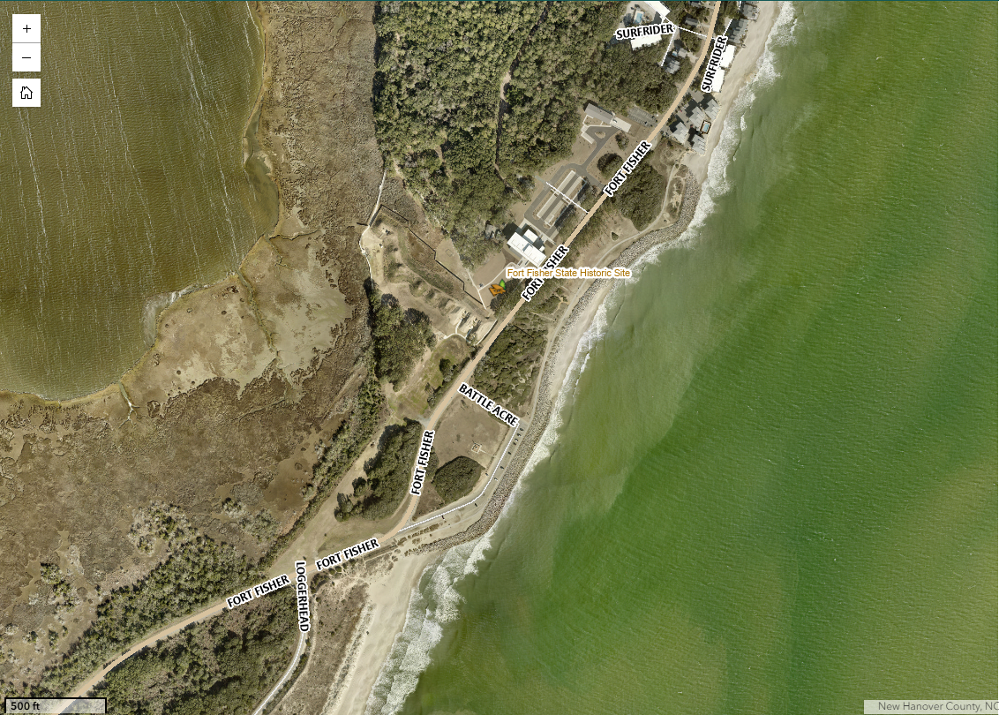 +
−
SURFRIDER
SURFRIDER
FORT FISHER
FORT FISHER
Fort Fisher State Historic Site
BATTLE ACRE
FORT FISHER
FORT FISHER
FORT FISHER
LOGGERHEAD
500 ft
New Hanover County, NC